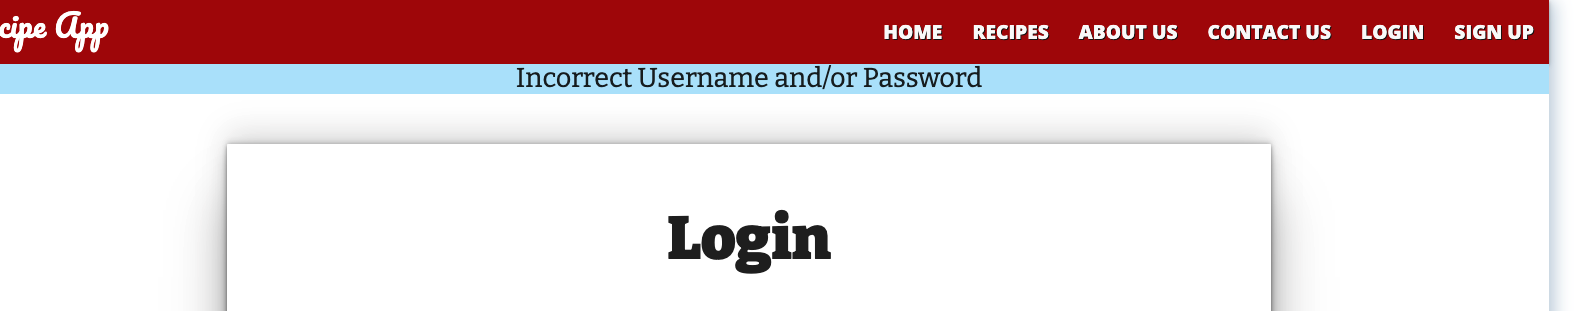 cipe App
HOME RECIPES ABOUT US CONTACT US LOGIN SIGN UP
Incorrect Username and/or Password
Login